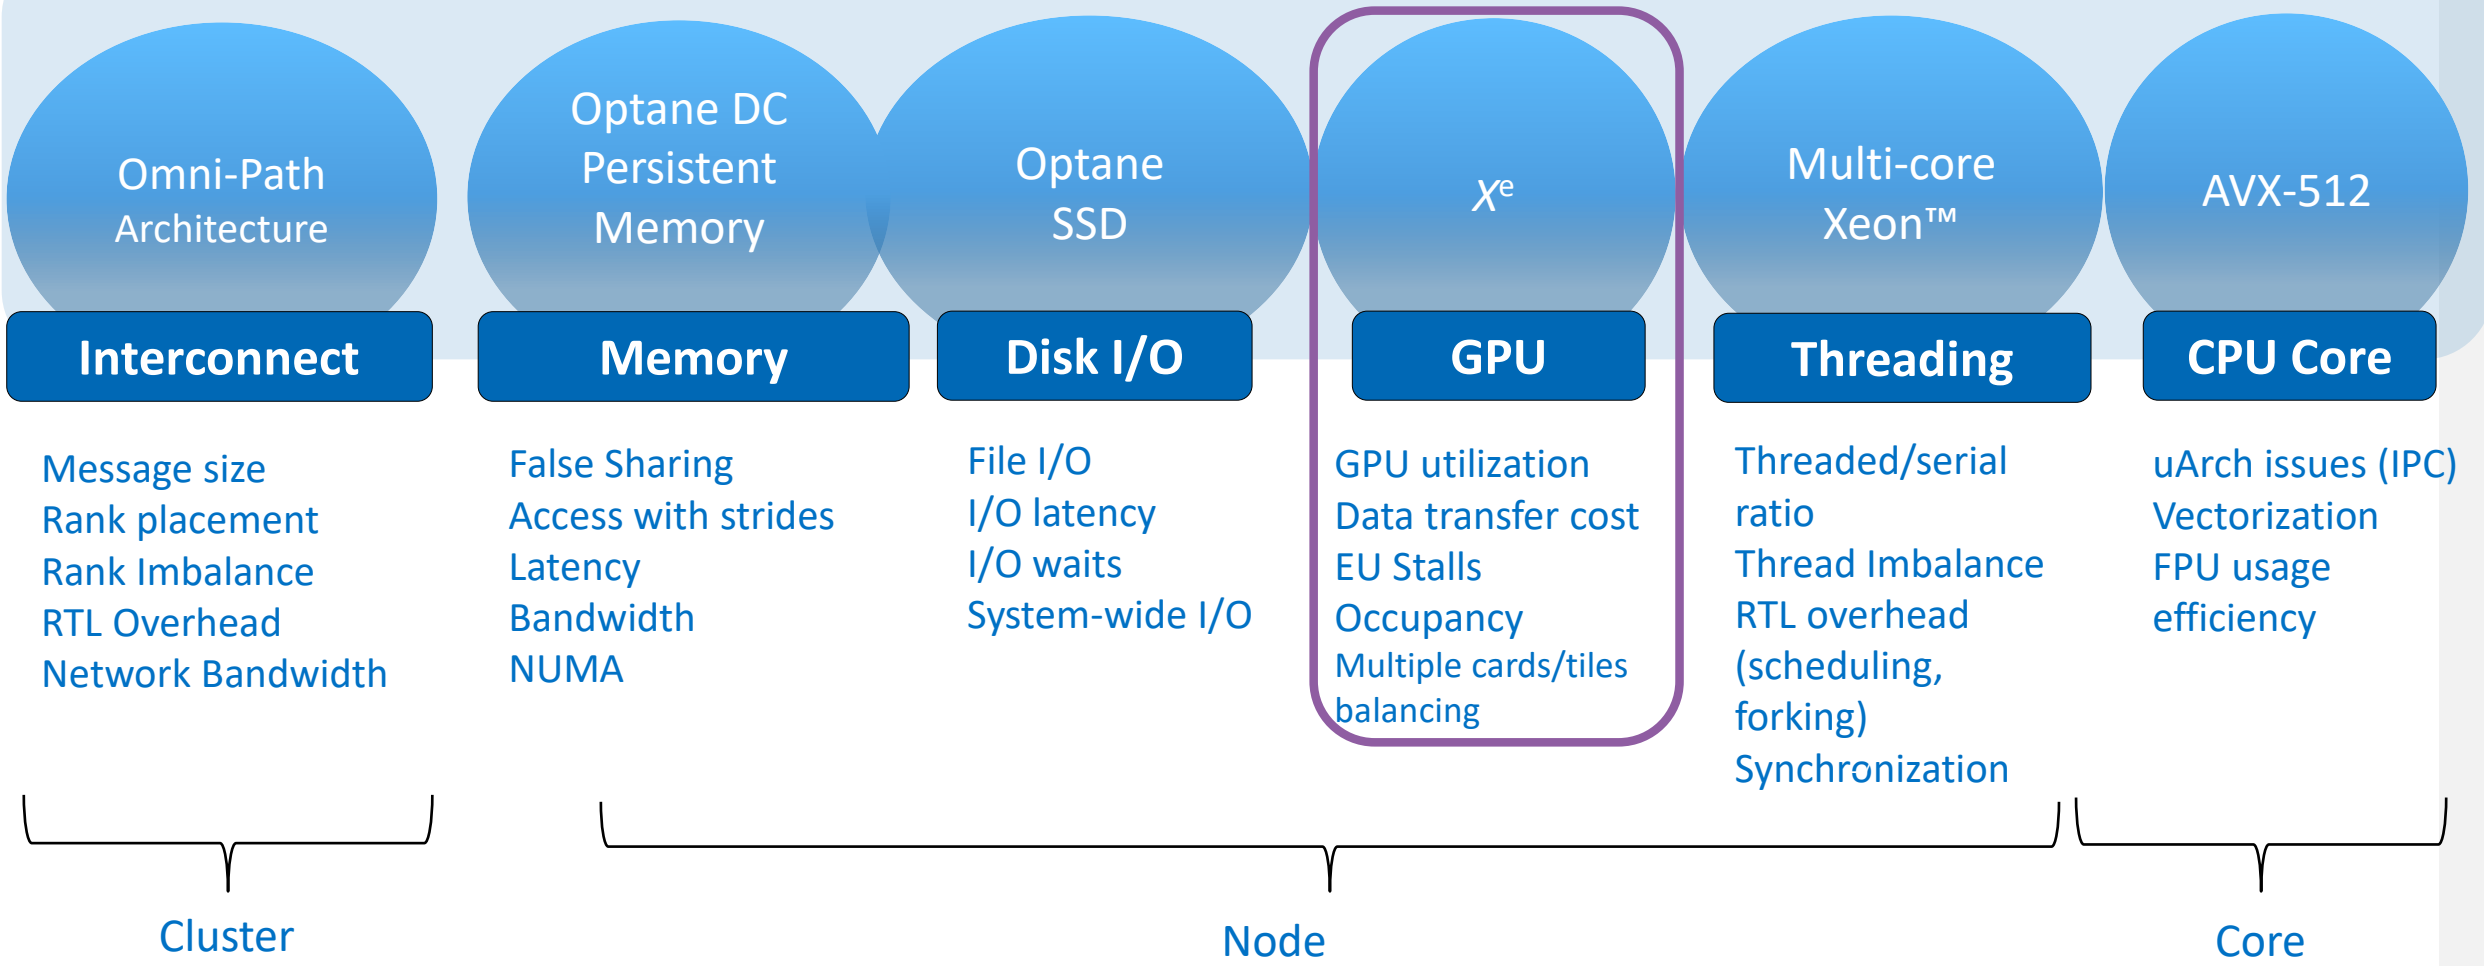 Omni-Path
Architecture
Optane DC
Persistent
Memory
Optane
SSD
Xe
Multi-core
Xeon™
AVX-512
Interconnect
Memory
Disk I/O
GPU
Threading
CPU Core
Message size
Rank placement
Rank Imbalance
RTL Overhead
Network Bandwidth
False Sharing
Access with strides
Latency
Bandwidth
NUMA
File I/O
I/O latency
I/O waits
System-wide I/O
GPU utilization
Data transfer cost
EU Stalls
Occupancy
Multiple cards/tiles
balancing
Threaded/serial
ratio
Thread Imbalance
RTL overhead
(scheduling,
forking)
Synchronization
uArch issues (IPC)
Vectorization
FPU usage
efficiency
Cluster
Node
Core